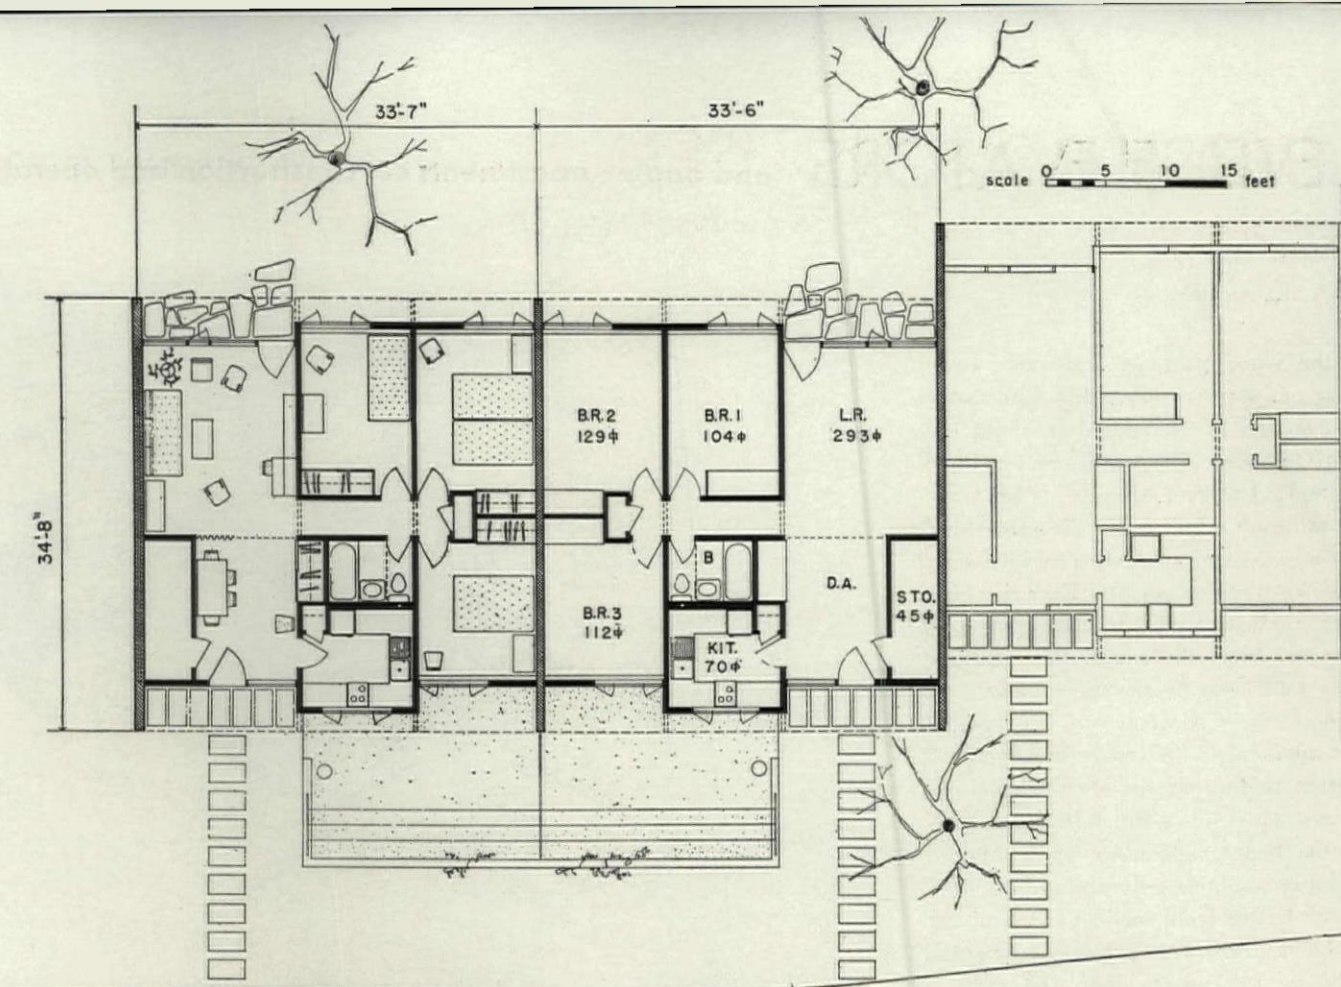 33'-7"
33'-6"
scale 0 5 10 15 feet
34'-8"
B.R. 2
129⌀
B.R. 1
104⌀
L.R.
293⌀
B
D.A.
STO.
45⌀
B.R. 3
112⌀
KIT.
70⌀